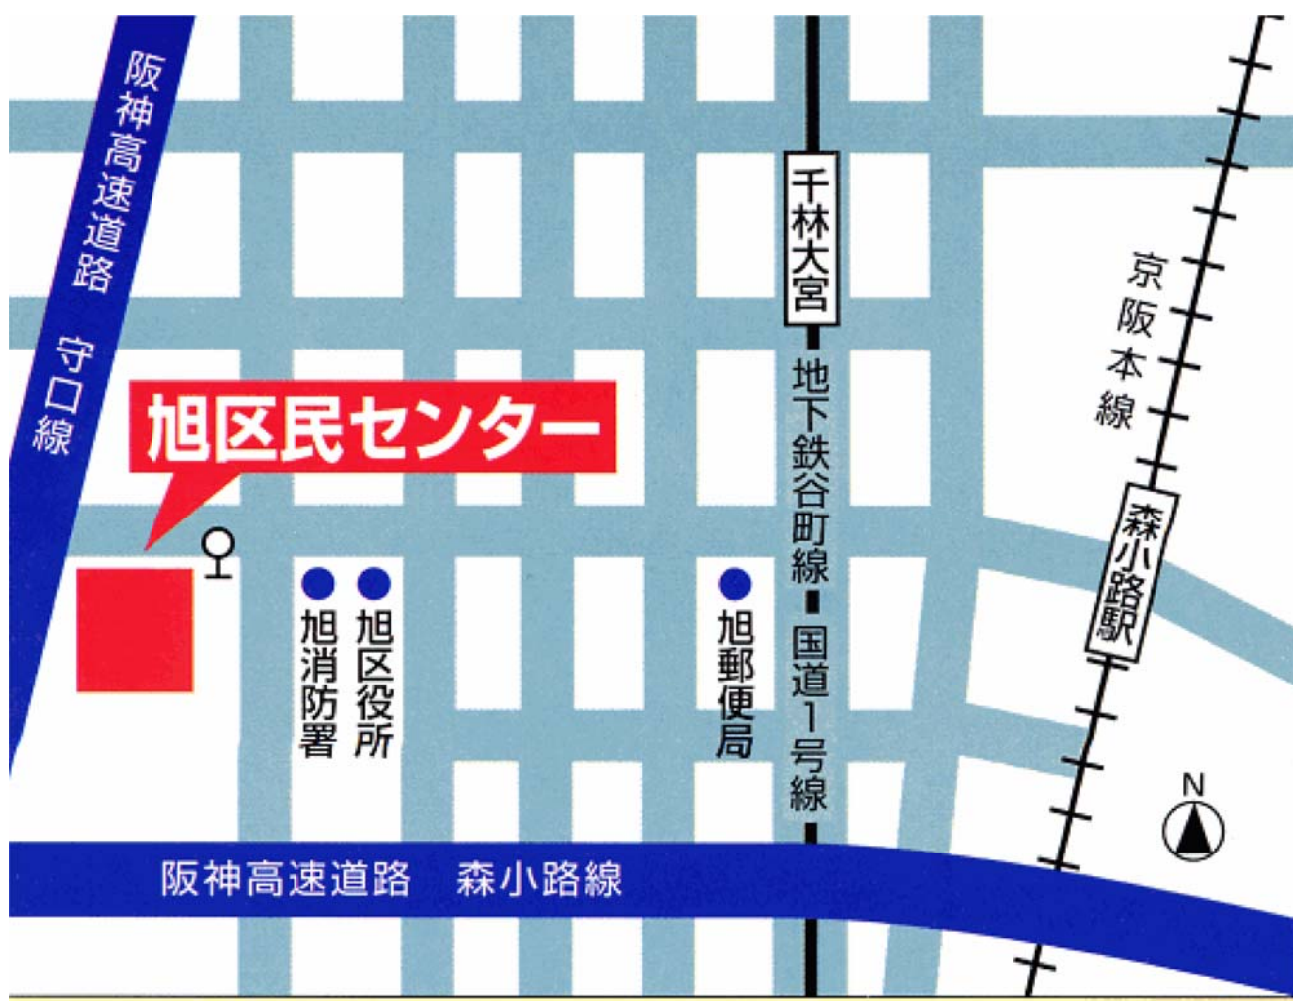 阪神高速道路 守口線
千林大宮
京阪本線
旭区民センター
地下鉄谷町線
国道1号線
森小路駅
旭消防署
旭区役所
旭郵便局
N
阪神高速道路 森小路線